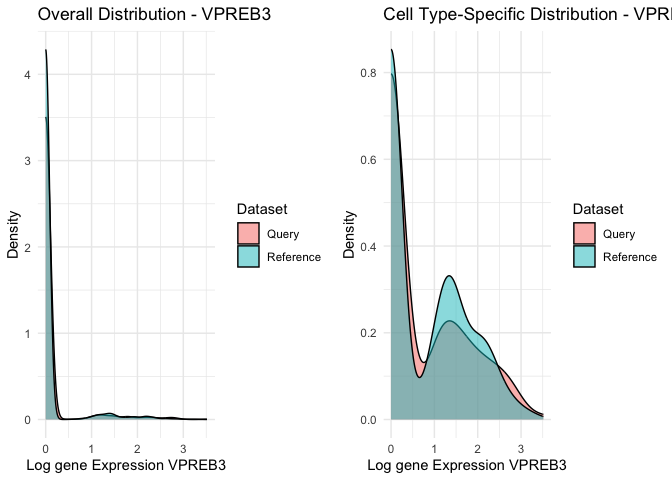 Overall Distribution - VPREB3
4
3
2
1
0
Density
0 1 2 3
Log gene Expression VPREB3
Dataset
Query
Reference
Cell Type-Specific Distribution - VPRE
0.8
0.6
0.4
0.2
0.0
Density
0 1 2 3
Log gene Expression VPREB3
Dataset
Query
Reference